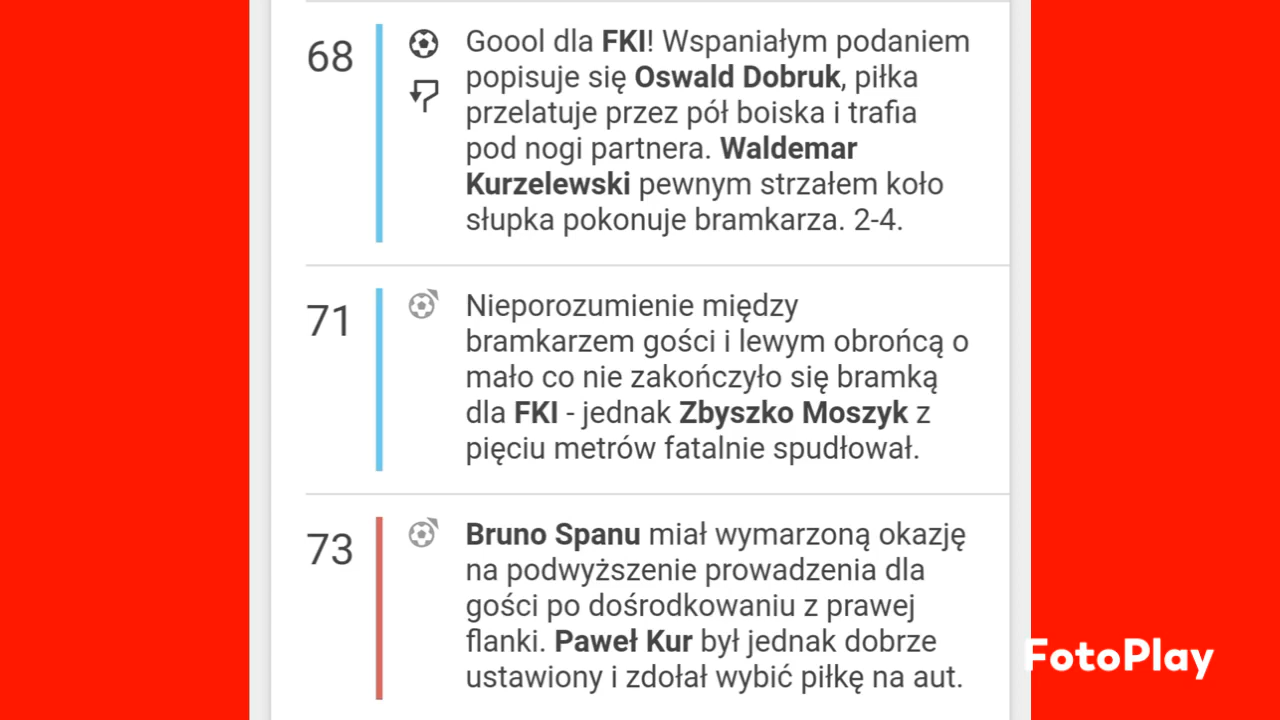 68
Goool dla FKI! Wspaniałym podaniem
popisuje się Oswald Dobruk, piłka
przelatuje przez pół boiska i trafia
pod nogi partnera. Waldemar
Kurzelewski pewnym strzałem koło
słupka pokonuje bramkarza. 2-4.
71
Nieporozumienie między
bramkarzem gości i lewym obrońcą o
mało co nie zakończyło się bramką
dla FKI - jednak Zbyszko Moszyk z
pięciu metrów fatalnie spudłował.
73
Bruno Spanu miał wymarzoną okazję
na podwyższenie prowadzenia dla
gości po dośrodkowaniu z prawej
flanki. Paweł Kur był jednak dobrze
ustawiony i zdołał wybić piłkę na aut.
FotoPlay